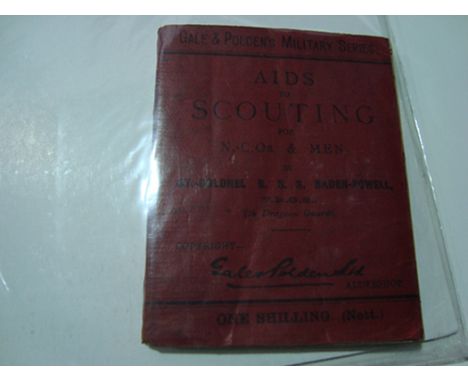 GALE & POLDEN'S MILITARY SERIES.
AIDS
TO
SCOUTING
FOR
N.-C.OS. & MEN
BY
BT.-COLONEL R. S. S. BADEN-POWELL,
F.R.G.S.,
(5th Dragoon Guards).
COPYRIGHT—
Gale & Polden Ltd
ALDERSHOT
ONE SHILLING (Nett.)